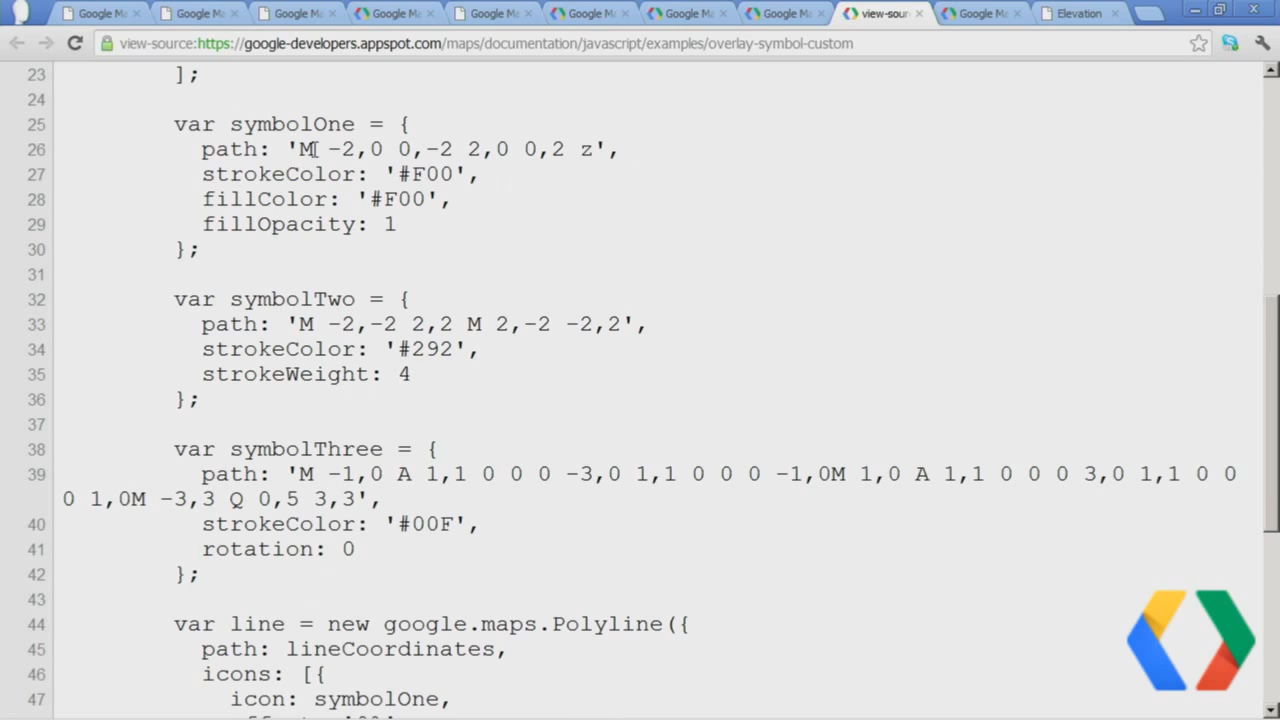 Google Ma
Google Ma
Google Ma
Google Ma
Google Ma
Google Ma
Google Ma
Google Ma
view-sour
Google Ma
Elevation
view-source:https://google-developers.appspot.com/maps/documentation/javascript/examples/overlay-symbol-custom
23 ];
24
25 var symbolOne = {
26 path: 'M -2,0 0,-2 2,0 0,2 z',
27 strokeColor: '#F00',
28 fillColor: '#F00',
29 fillOpacity: 1
30 };
31
32 var symbolTwo = {
33 path: 'M -2,-2 2,2 M 2,-2 -2,2',
34 strokeColor: '#292',
35 strokeWeight: 4
36 };
37
38 var symbolThree = {
39 path: 'M -1,0 A 1,1 0 0 0 -3,0 1,1 0 0 0 -1,0M 1,0 A 1,1 0 0 0 3,0 1,1 0 0
0 1,0M -3,3 Q 0,5 3,3',
40 strokeColor: '#00F',
41 rotation: 0
42 };
43
44 var line = new google.maps.Polyline({
45 path: lineCoordinates,
46 icons: [{
47 icon: symbolOne,